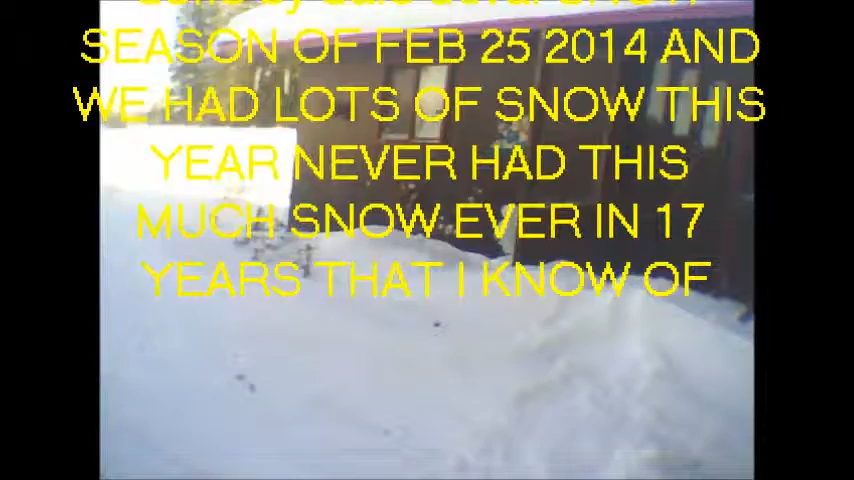 SEASON OF FEB 25 2014 AND
WE HAD LOTS OF SNOW THIS
YEAR NEVER HAD THIS
MUCH SNOW EVER IN 17
YEARS THAT I KNOW OF